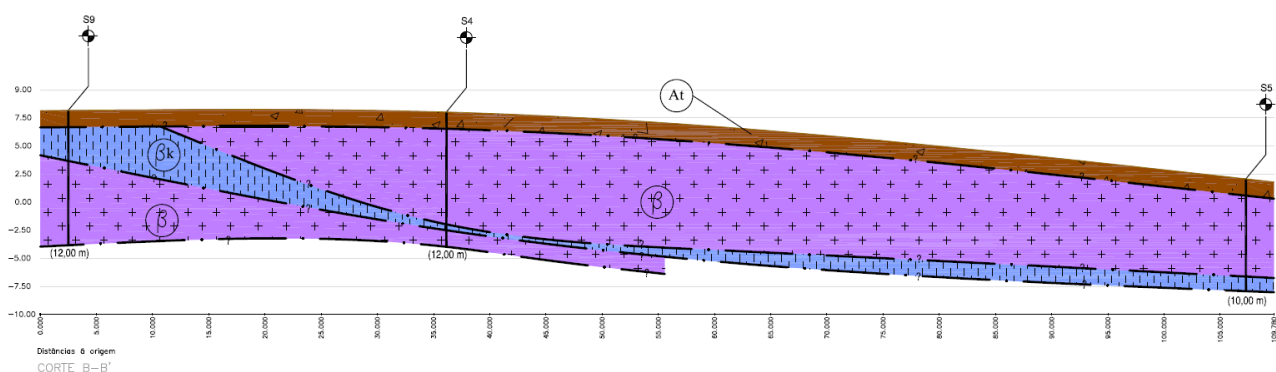 S9
S4
S5
At
9.00
7.50
5.00
2.50
0.00
−2.50
−5.00
−7.50
−10.00
βk
β
β
(12,00 m)
(12,00 m)
(10,00 m)
? ? ? ? ? ? ? ? ? ? ? ?
0.000
5.000
10.000
15.000
20.000
25.000
30.000
35.000
40.000
45.000
50.000
55.000
60.000
65.000
70.000
75.000
80.000
85.000
90.000
95.000
100.000
105.000
Distâncias à origem
CORTE B−B'